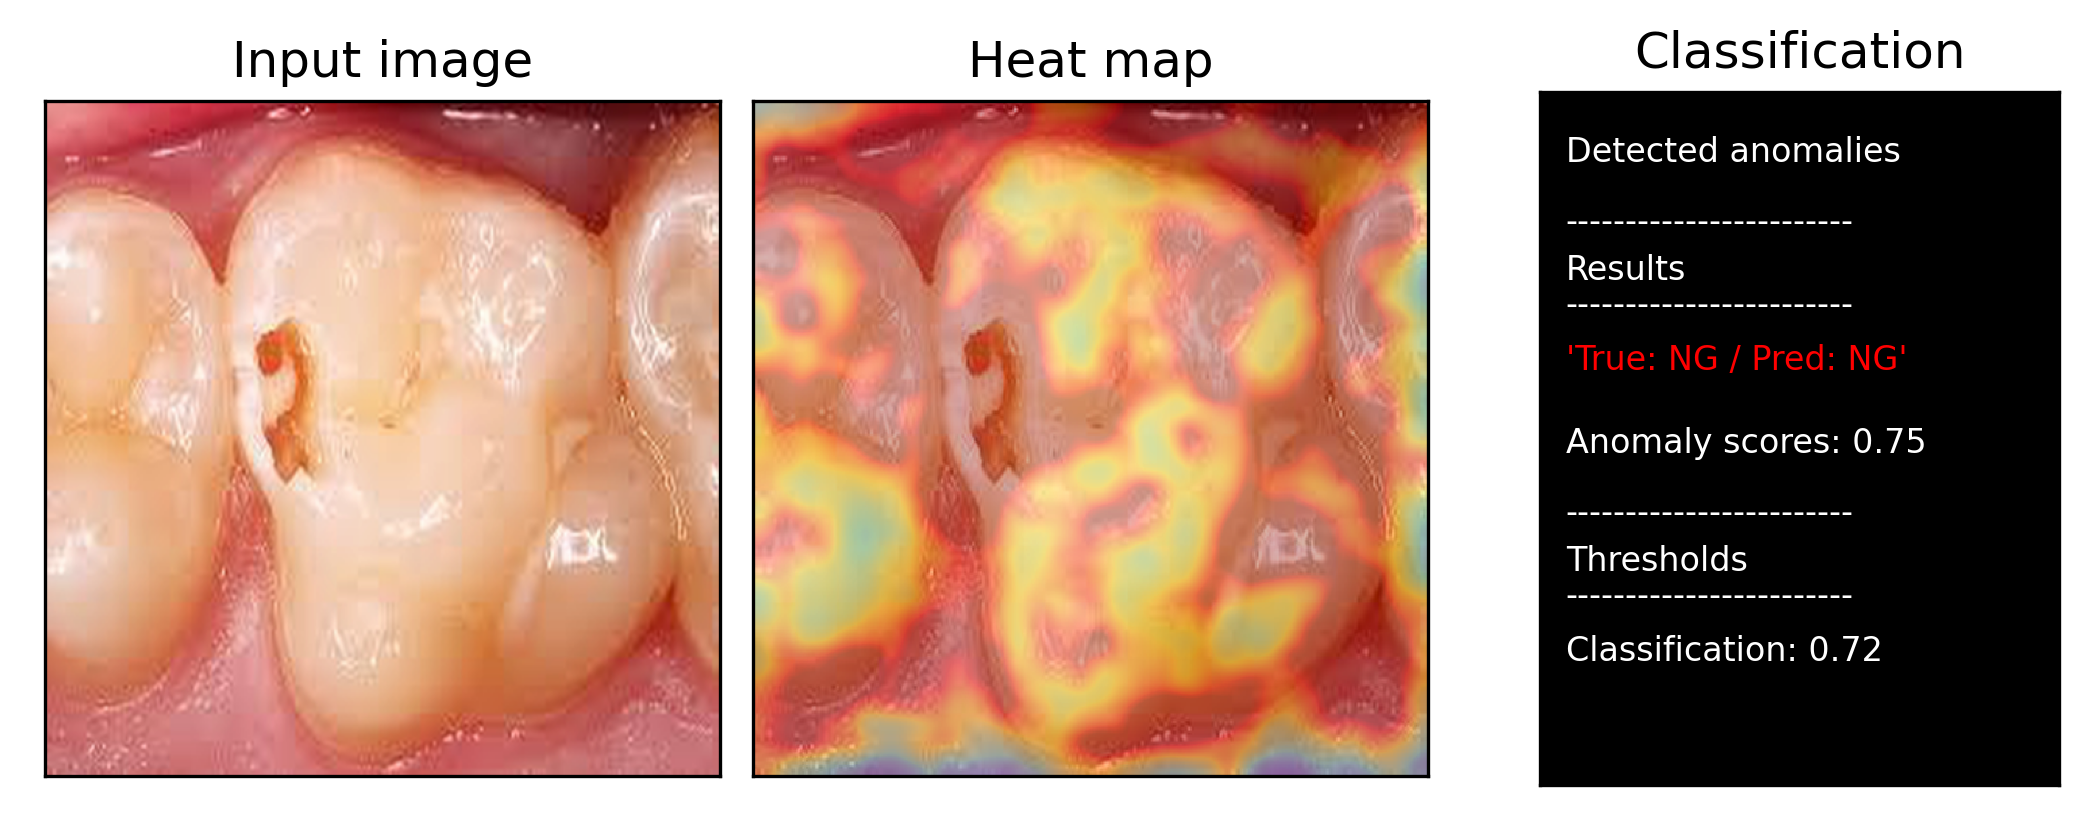 Input image
Heat map
Classification
Detected anomalies
------------------------
Results
------------------------
'True: NG / Pred: NG'
Anomaly scores: 0.75
------------------------
Thresholds
------------------------
Classification: 0.72